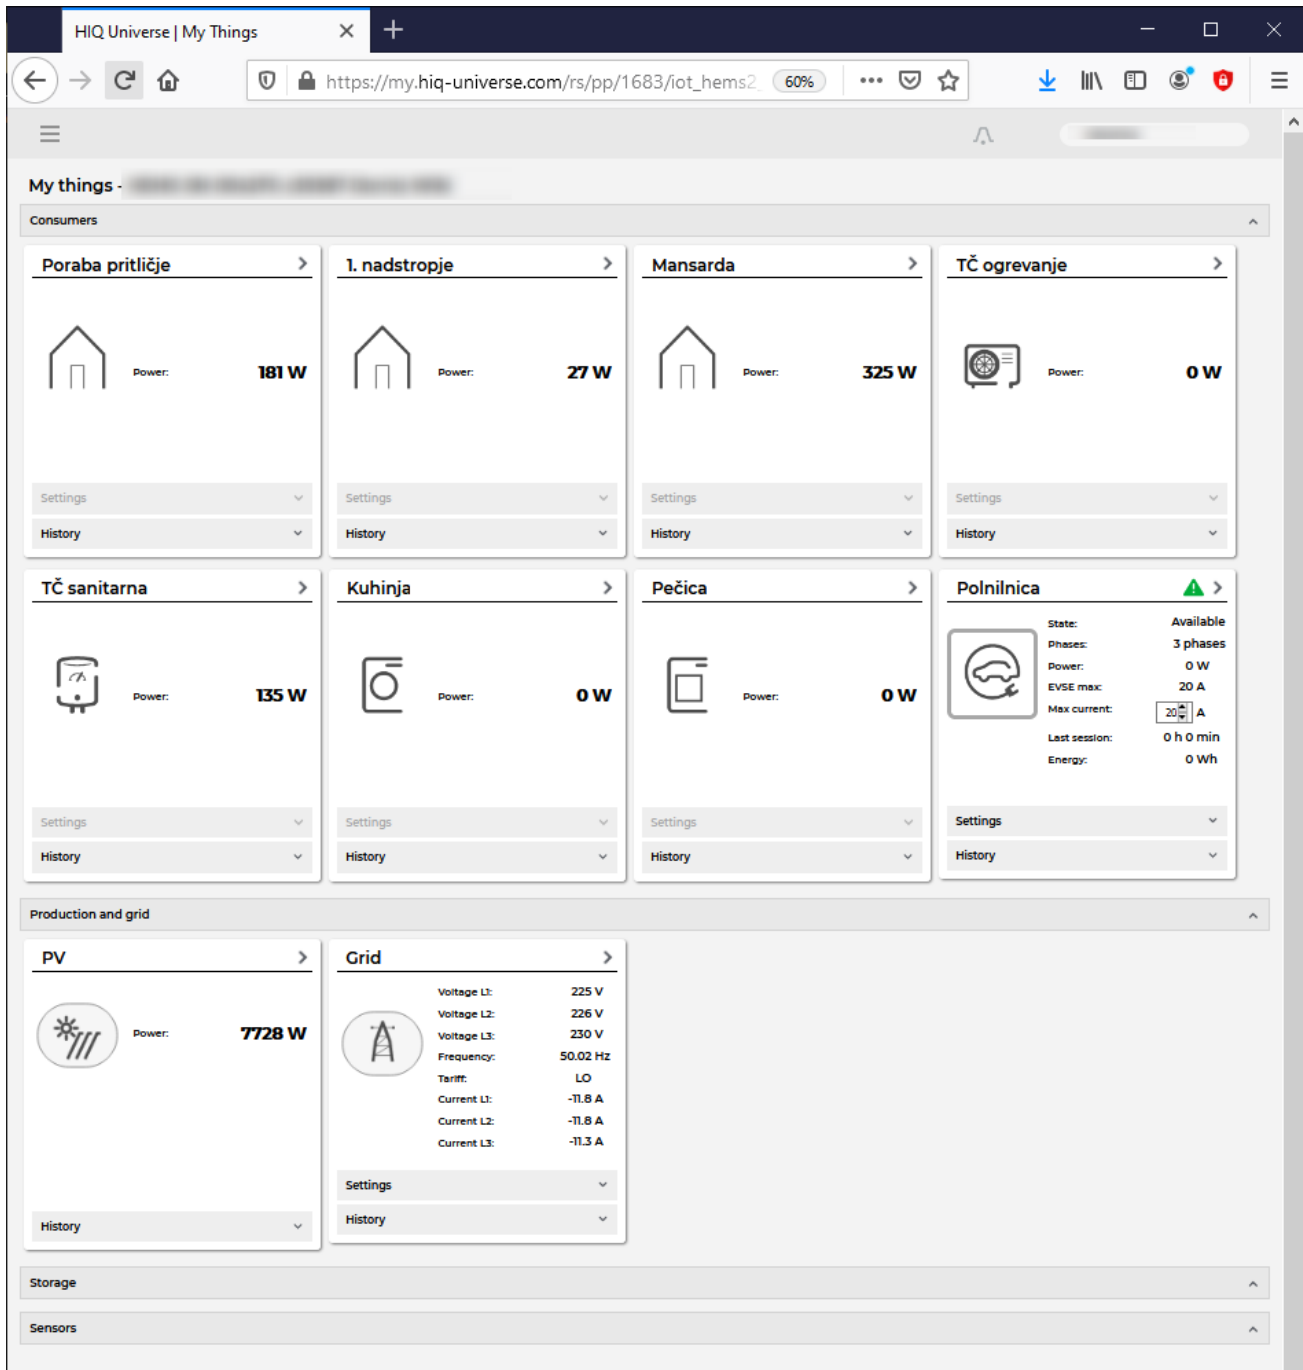 HIQ Universe | My Things
https://my.hiq-universe.com/rs/pp/1683/iot_hems2_ 60%
My things -
Consumers
Poraba pritličje
Power: 181 W
Settings
History
1. nadstropje
Power: 27 W
Settings
History
Mansarda
Power: 325 W
Settings
History
TČ ogrevanje
Power: 0 W
Settings
History
TČ sanitarna
Power: 135 W
Settings
History
Kuhinja
Power: 0 W
Settings
History
Pečica
Power: 0 W
Settings
History
Polnilnica
State: Available
Phases: 3 phases
Power: 0 W
EVSE max: 20 A
Max current: 20 A
Last session: 0 h 0 min
Energy: 0 Wh
Settings
History
Production and grid
PV
Power: 7728 W
History
Grid
Voltage L1: 225 V
Voltage L2: 226 V
Voltage L3: 230 V
Frequency: 50.02 Hz
Tariff: LO
Current L1: -11.8 A
Current L2: -11.8 A
Current L3: -11.3 A
Settings
History
Storage
Sensors